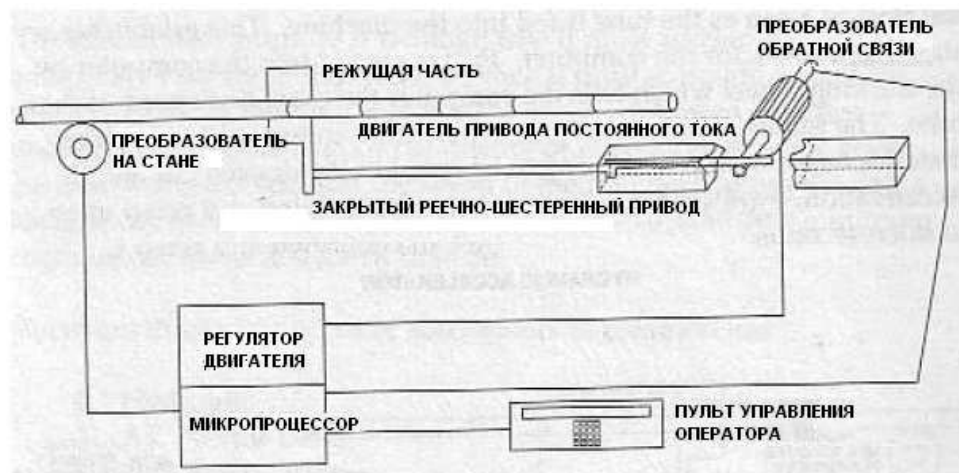 ПРЕОБРАЗОВАТЕЛЬ
ОБРАТНОЙ СВЯЗИ
РЕЖУЩАЯ ЧАСТЬ
ПРЕОБРАЗОВАТЕЛЬ
НА СТАНЕ
ДВИГАТЕЛЬ ПРИВОДА ПОСТОЯННОГО ТОКА
ЗАКРЫТЫЙ РЕЕЧНО-ШЕСТЕРЕННЫЙ ПРИВОД
РЕГУЛЯТОР
ДВИГАТЕЛЯ
МИКРОПРОЦЕССОР
ПУЛЬТ УПРАВЛЕНИЯ
ОПЕРАТОРА